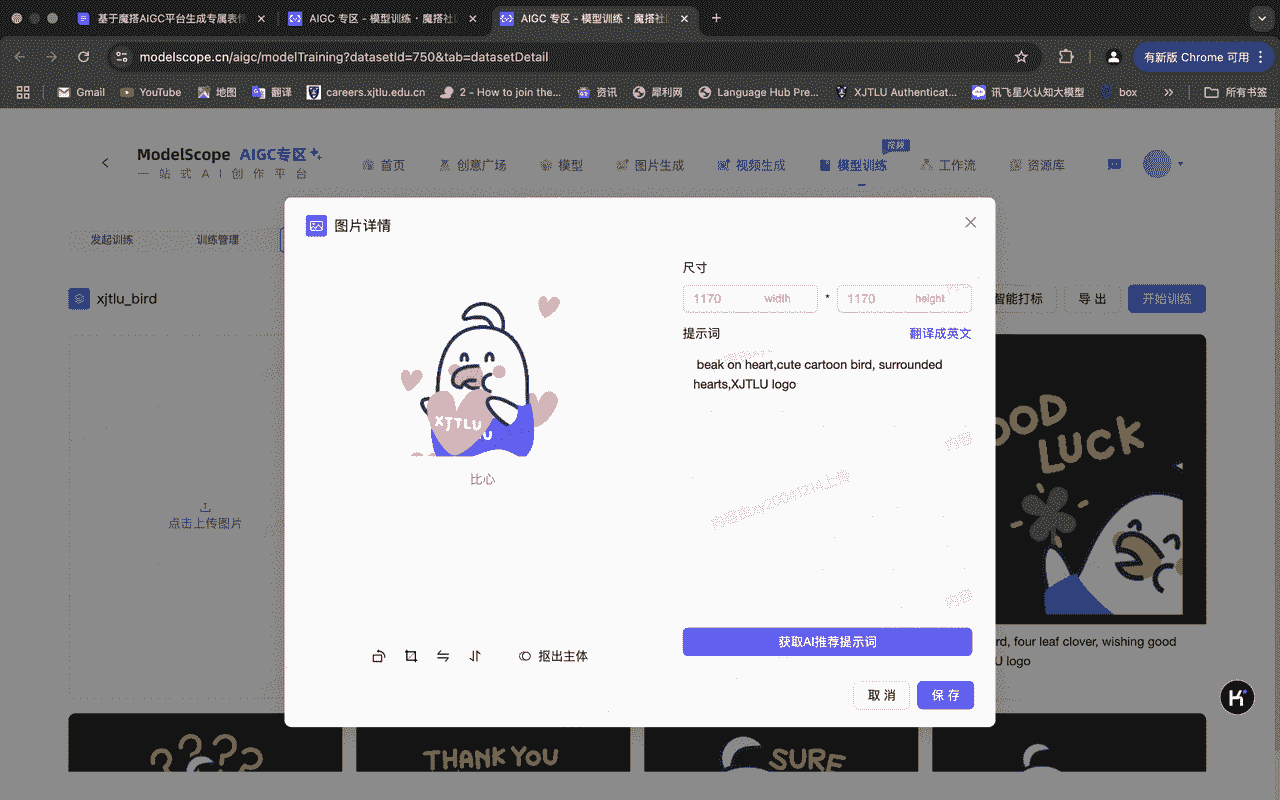 基于魔搭AIGC平台生成专属表情
AIGC 专区 - 模型训练 · 魔搭社区
AIGC 专区 - 模型训练 · 魔搭社区
modelscope.cn/aigc/modelTraining?datasetId=750&tab=datasetDetail
有新版 Chrome 可用
Gmail
YouTube
地图
翻译
careers.xjtlu.edu.cn
2 - How to join the...
资讯
犀利网
Language Hub Pre...
XJTLU Authenticat...
讯飞星火认知大模型
box
所有书签
ModelScope AIGC专区
一站式AI创作平台
首页
创意广场
模型
图片生成
视频生成
视频
模型训练
工作流
资源库
发起训练
训练管理
xjtlu_bird
智能打标
导 出
开始训练
点击上传图片
图片详情
XJTLU
比心
抠出主体
尺寸
1170 width * 1170 height
提示词
翻译成英文
beak on heart,cute cartoon bird, surrounded
hearts,XJTLU logo
获取AI推荐提示词
取 消
保 存
OOD
LUCK
rd, four leaf clover, wishing good
U logo
????
THANK YOU
SURE